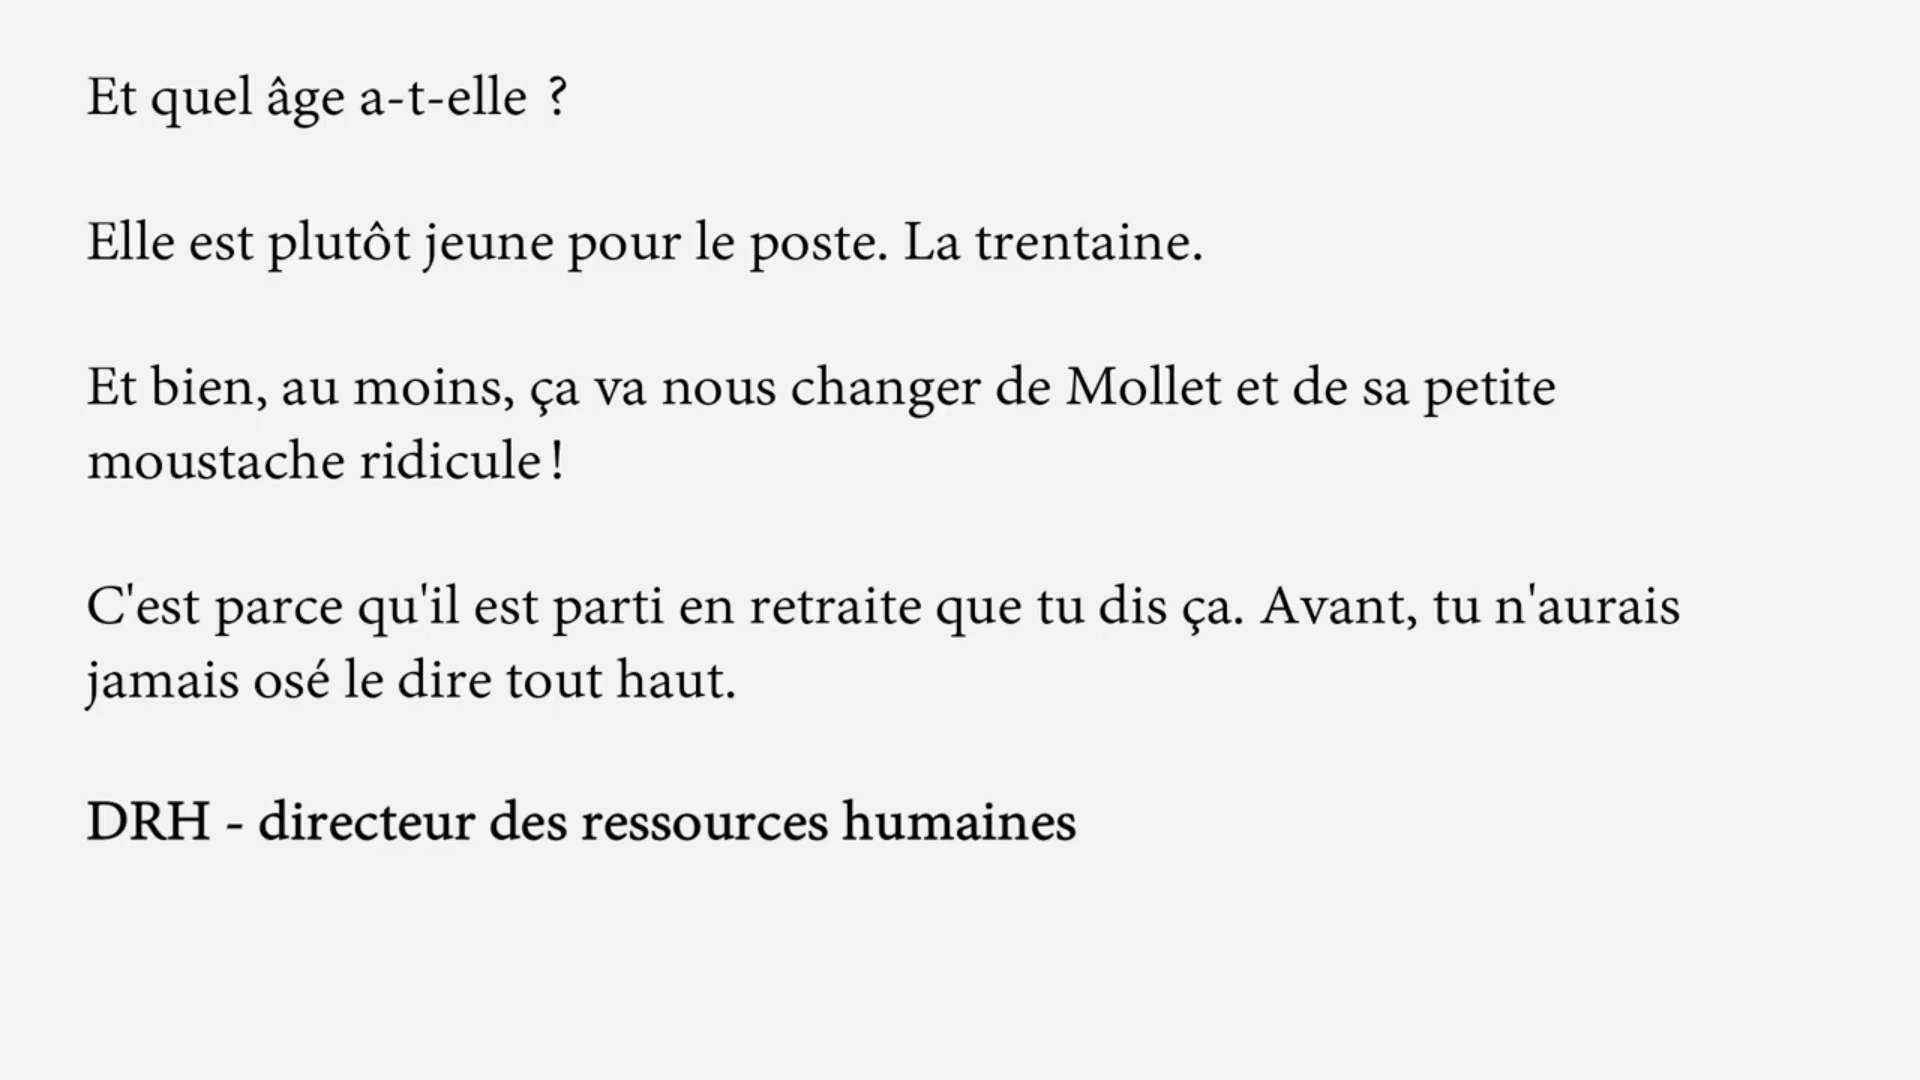 Et quel âge a-t-elle ?
Elle est plutôt jeune pour le poste. La trentaine.
Et bien, au moins, ça va nous changer de Mollet et de sa petite
moustache ridicule !
C'est parce qu'il est parti en retraite que tu dis ça. Avant, tu n'aurais
jamais osé le dire tout haut.
DRH - directeur des ressources humaines